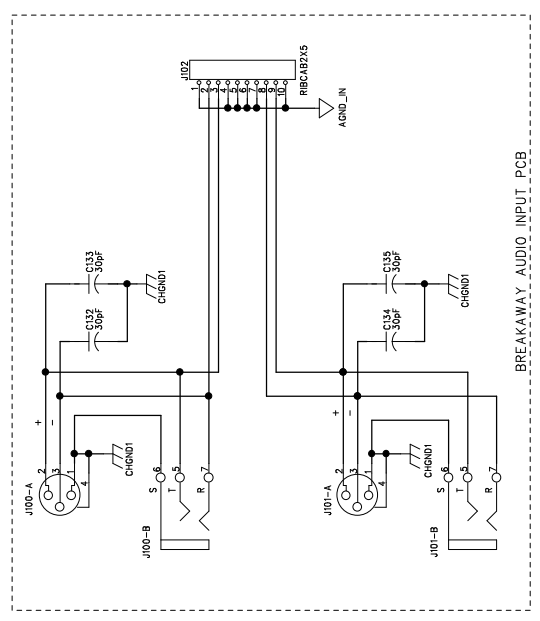 J102
RIBCAB2X5
1
2
3
4
5
6
7
8
9
10
AGND_IN
BREAKAWAY AUDIO INPUT PCB
C133
30pF
C132
30pF
CHGND1
C135
30pF
C134
30pF
CHGND1
+
-
J100-A
2
3
1
4
CHGND1
6
5
7
S
T
R
J100-B
+
-
J101-A
2
3
1
4
CHGND1
6
5
7
S
T
R
J101-B